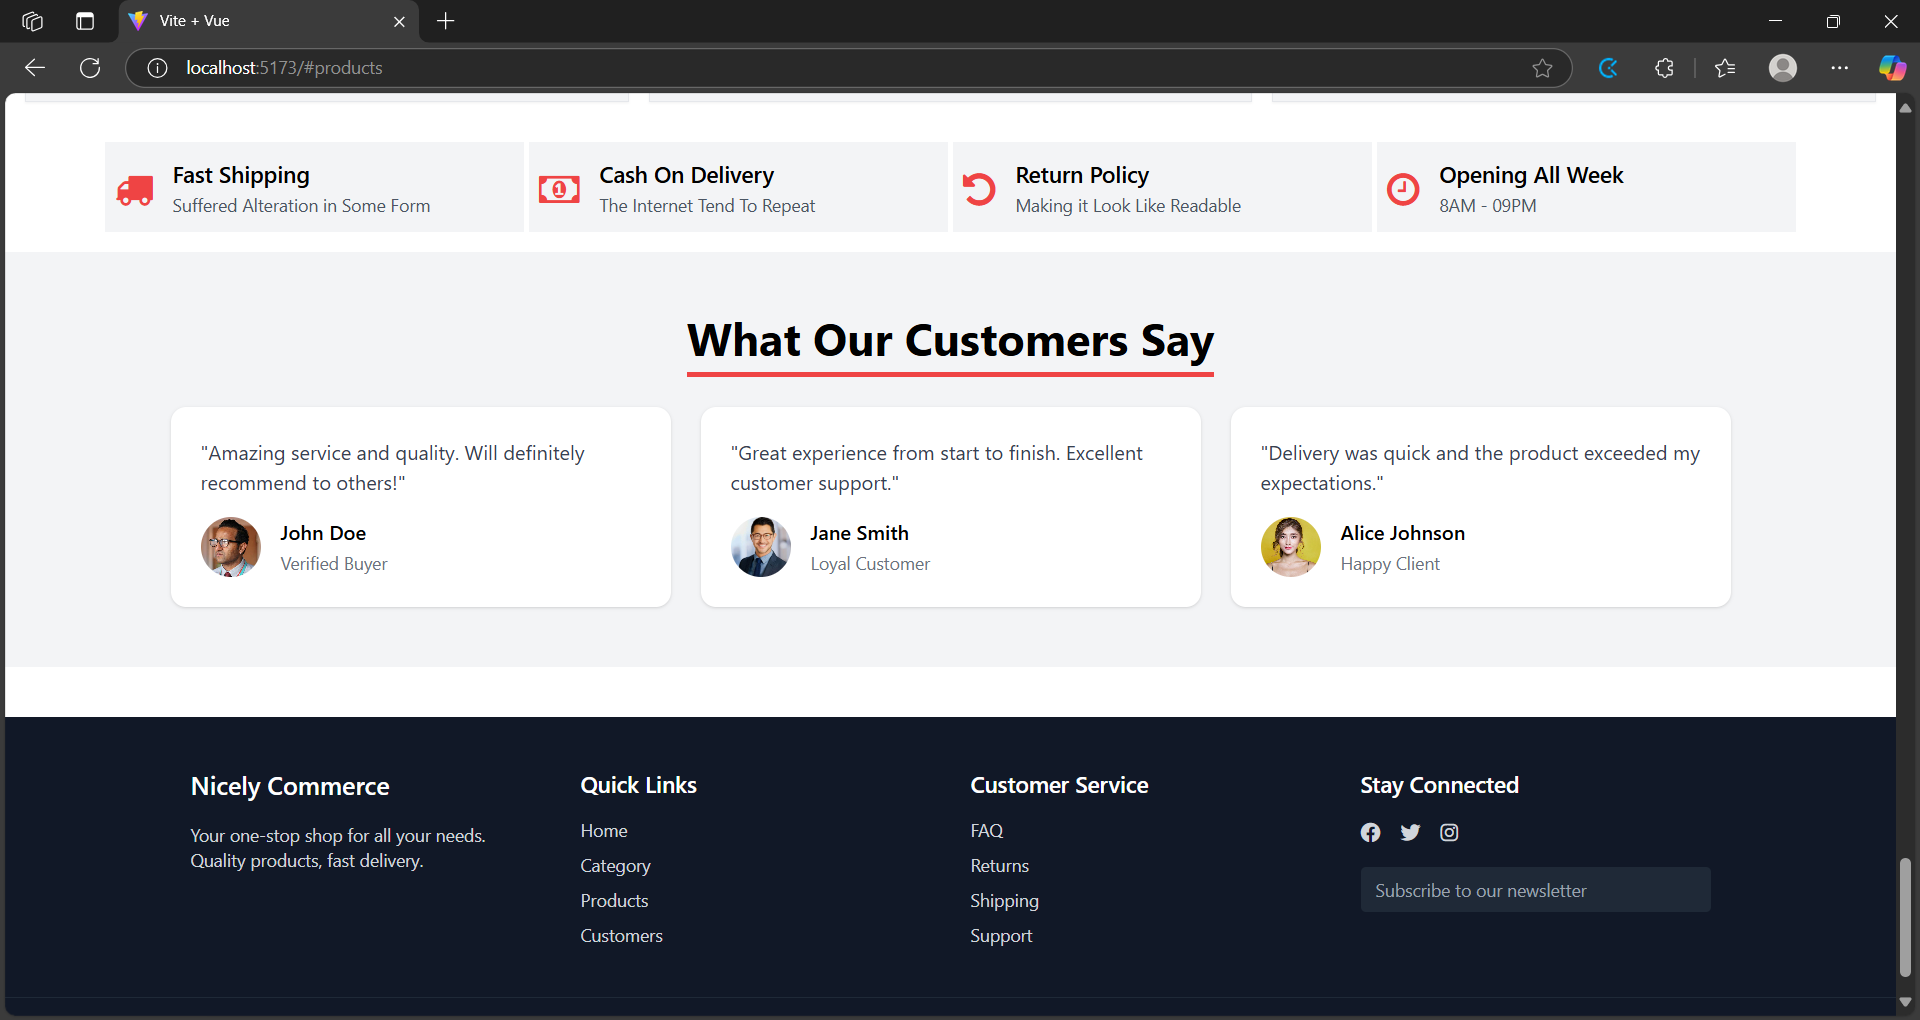 Vite + Vue
localhost:5173/#products
Fast Shipping
Suffered Alteration in Some Form
Cash On Delivery
The Internet Tend To Repeat
Return Policy
Making it Look Like Readable
Opening All Week
8AM - 09PM
What Our Customers Say
"Amazing service and quality. Will definitely
recommend to others!"
John Doe
Verified Buyer
"Great experience from start to finish. Excellent
customer support."
Jane Smith
Loyal Customer
"Delivery was quick and the product exceeded my
expectations."
Alice Johnson
Happy Client
Nicely Commerce
Your one-stop shop for all your needs.
Quality products, fast delivery.
Quick Links
Home
Category
Products
Customers
Customer Service
FAQ
Returns
Shipping
Support
Stay Connected
Subscribe to our newsletter